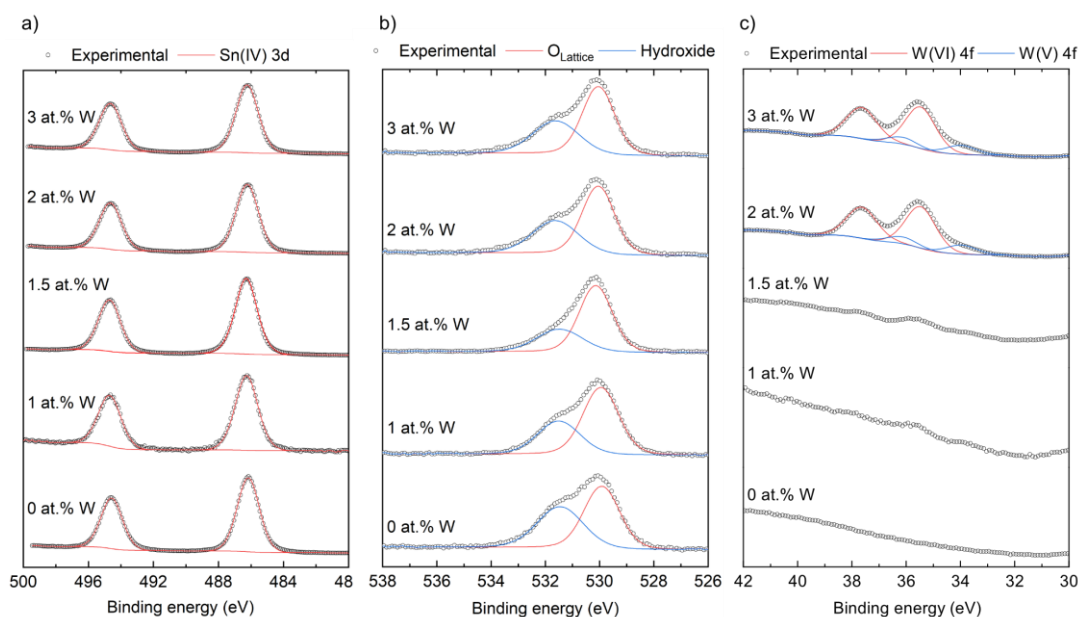 a)
Experimental Sn(IV) 3d
3 at.% W
2 at.% W
1.5 at.% W
1 at.% W
0 at.% W
500 496 492 488 484 48
Binding energy (eV)
b)
Experimental O Lattice Hydroxide
3 at.% W
2 at.% W
1.5 at.% W
1 at.% W
0 at.% W
538 536 534 532 530 528 526
Binding energy (eV)
c)
Experimental W(VI) 4f W(V) 4f
3 at.% W
2 at.% W
1.5 at.% W
1 at.% W
0 at.% W
42 40 38 36 34 32 30
Binding energy (eV)